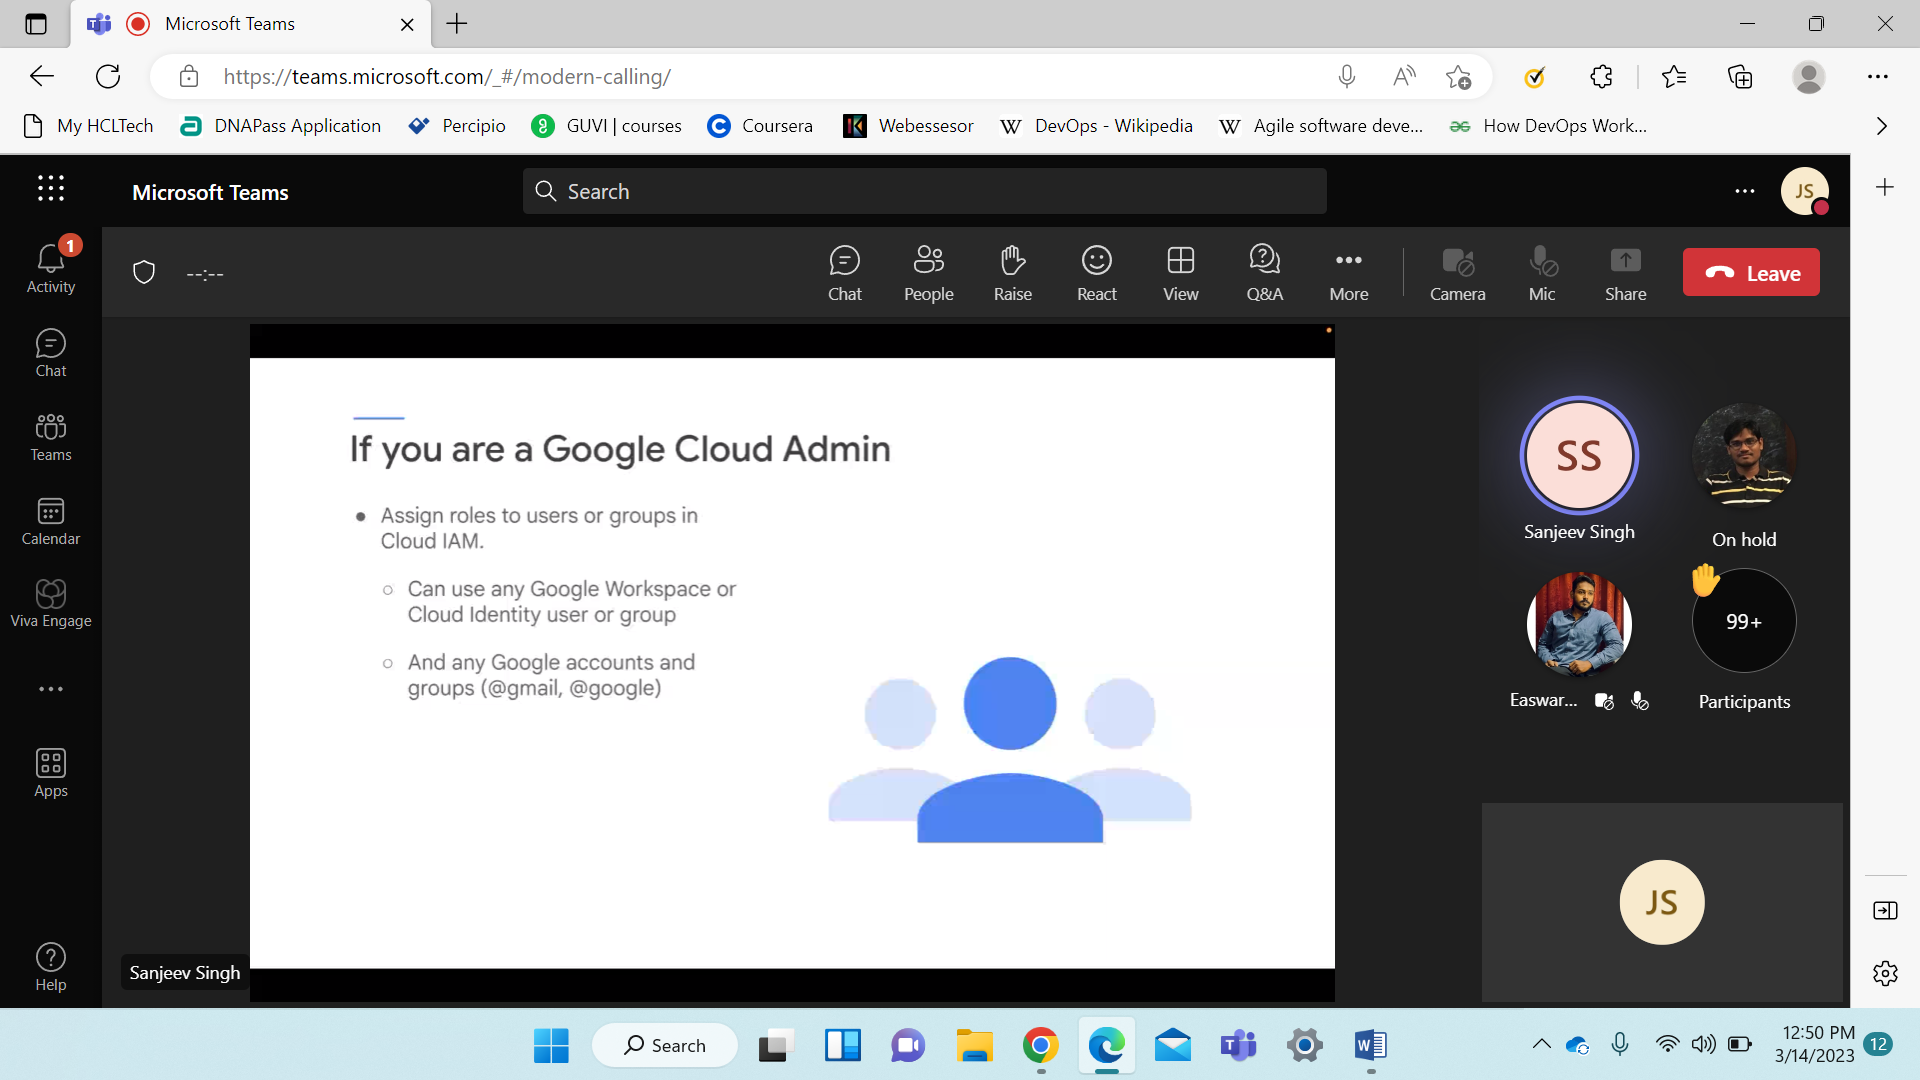 Microsoft Teams
https://teams.microsoft.com/_#/modern-calling/
My HCLTech
DNAPass Application
Percipio
GUVI | courses
Coursera
Webessesor
DevOps - Wikipedia
Agile software deve...
How DevOps Work...
Microsoft Teams
Search
JS
1
Activity
Chat
Teams
Calendar
Viva Engage
Apps
Help
--:--
Chat
People
Raise
React
View
Q&A
More
Camera
Mic
Share
Leave
If you are a Google Cloud Admin
Assign roles to users or groups in
Cloud IAM.
Can use any Google Workspace or
Cloud Identity user or group
And any Google accounts and
groups (@gmail, @google)
Sanjeev Singh
SS
Sanjeev Singh
On hold
Easwar...
99+
Participants
JS
Search
12:50 PM
3/14/2023
12